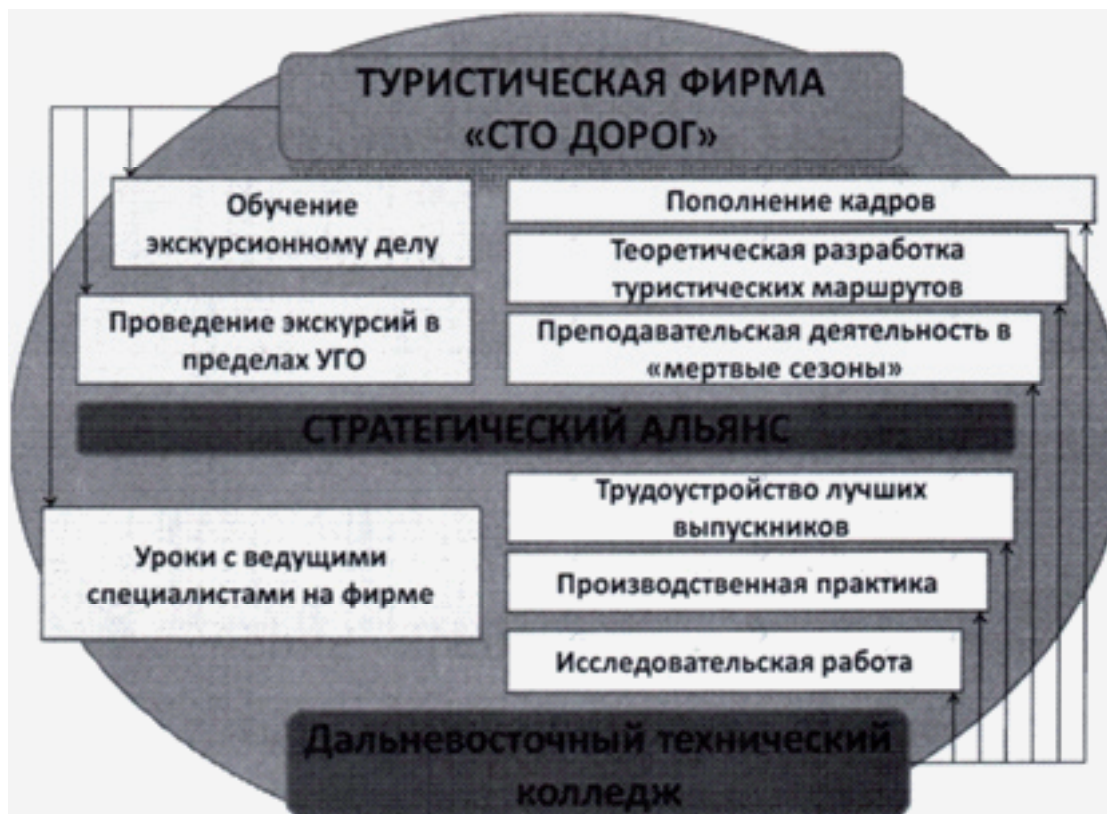 ТУРИСТИЧЕСКАЯ ФИРМА
«СТО ДОРОГ»
Обучение
экскурсионному делу
Проведение экскурсий в
пределах УГО
Пополнение кадров
Теоретическая разработка
туристических маршрутов
Преподавательская деятельность в
«мертвые сезоны»
СТРАТЕГИЧЕСКИЙ АЛЬЯНС
Уроки с ведущими
специалистами на фирме
Трудоустройство лучших
выпускников
Производственная практика
Исследовательская работа
Дальневосточный технический
колледж